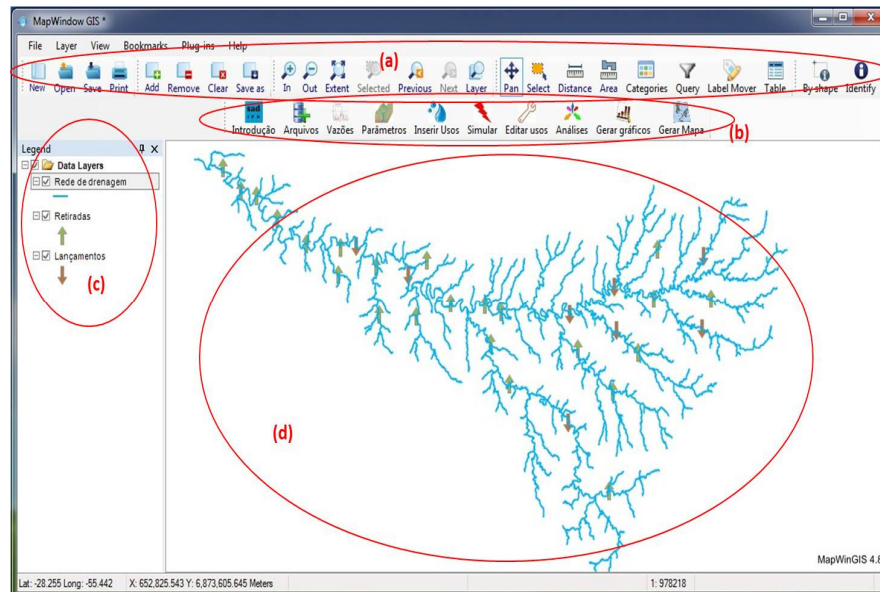 MapWindow GIS *
File Layer View Bookmarks Plug-ins Help
(a)
New Open Save Print Add Remove Clear Save as In Out Extent Selected Previous Next Layer Pan Select Distance Area Categories Query Label Mover Table By shape Identify
sad
Introdução Arquivos Vazões Parâmetros Inserir Usos Simular Editar usos Análises Gerar gráficos Gerar Mapa
(b)
Legend
Data Layers
Rede de drenagem
Retiradas
Lançamentos
(c)
(d)
MapWinGIS 4.8
Lat: -28.255 Long: -55.442 X: 652,825.543 Y: 6,873,605.645 Meters 1: 978218